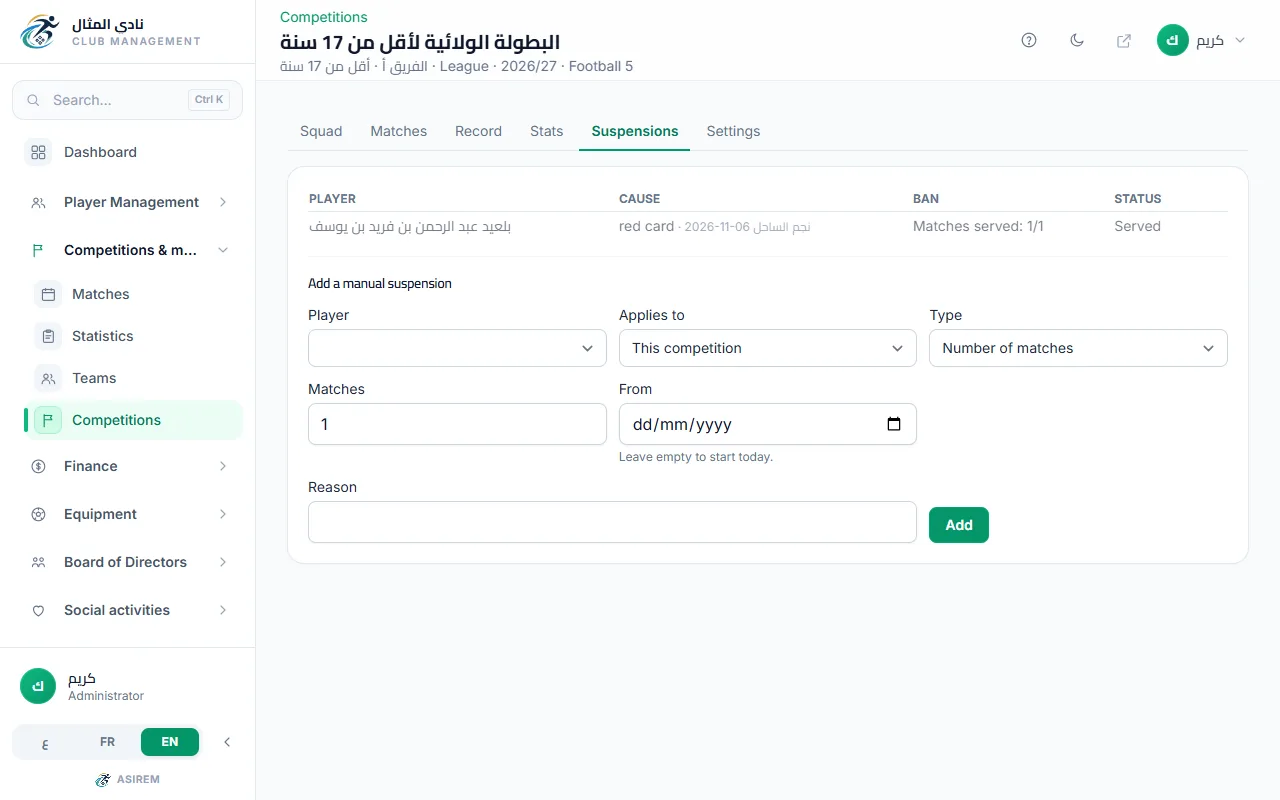 نادي المثال
CLUB MANAGEMENT
Search...
Ctrl K
Dashboard
Player Management
Competitions & m...
Matches
Statistics
Teams
Competitions
Finance
Equipment
Board of Directors
Social activities
ك
كريم
Administrator
ع
FR
EN
ASIREM
Competitions
البطولة الولائية لأقل من 17 سنة
الفريق أ · أقل من 17 سنة · League · 2026/27 · Football 5
ك
كريم
Squad
Matches
Record
Stats
Suspensions
Settings
PLAYER CAUSE BAN STATUS
بلعيد عبد الرحمن بن فريد بن يوسف red card · 2026-11-06 نجم الساحل Matches served: 1/1 Served
Add a manual suspension
Player Applies to Type
This competition Number of matches
Matches From
1 dd/mm/yyyy
Leave empty to start today.
Reason
Add